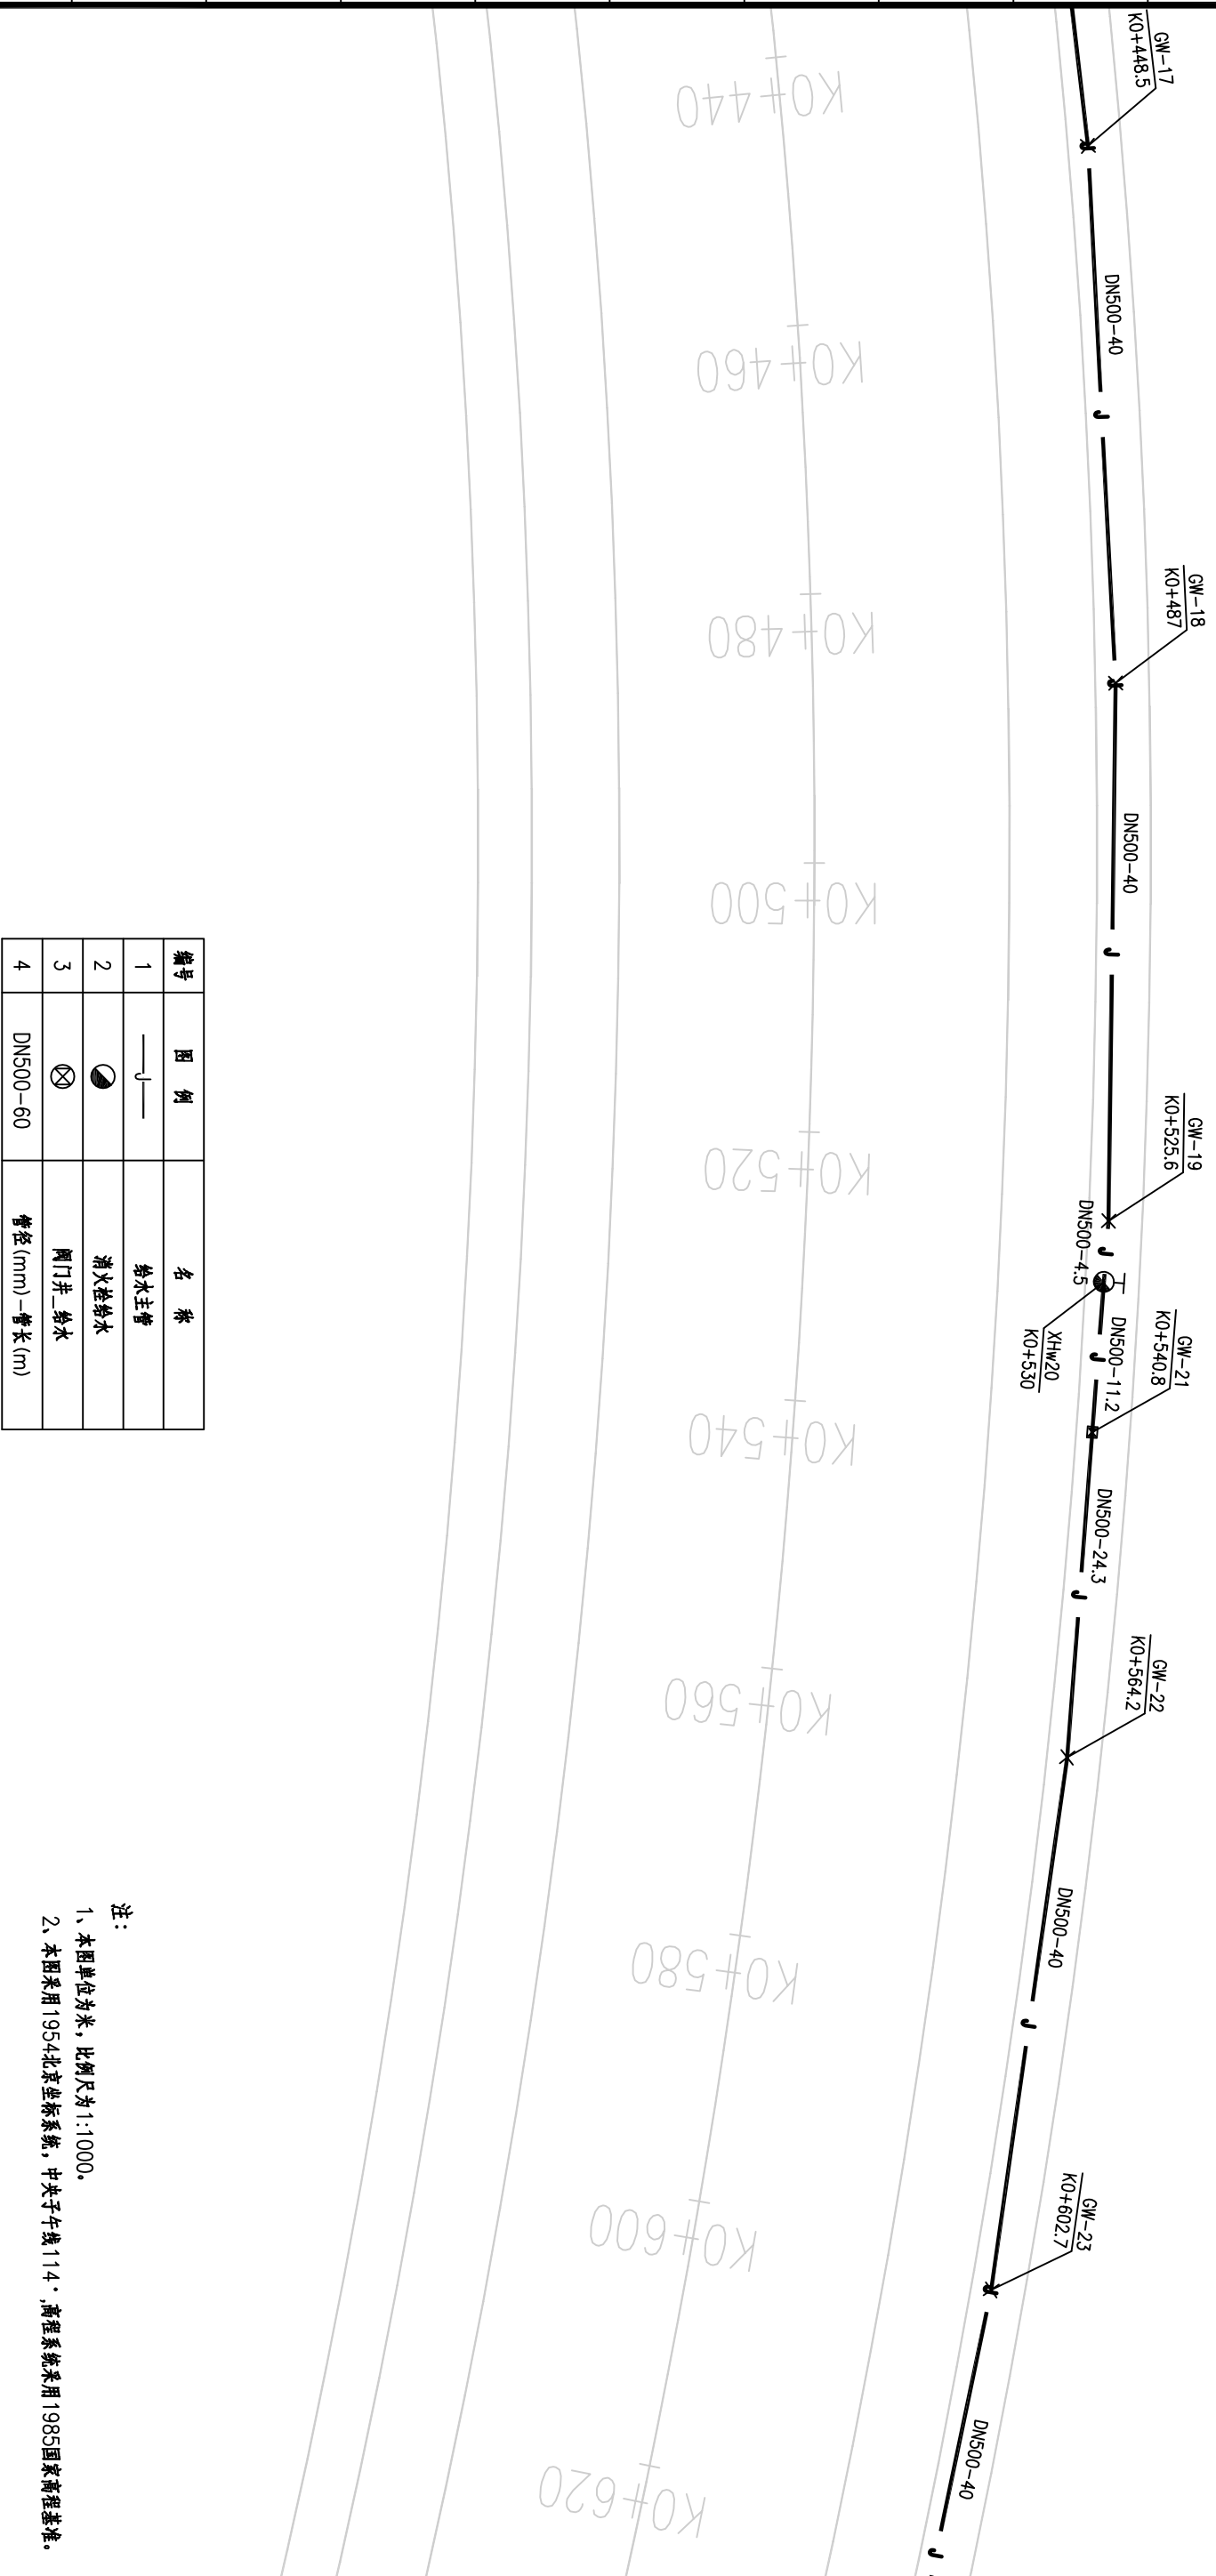 GW-17
K0+448.5
DN500-40
GW-18
K0+487
DN500-40
GW-19
K0+525.6
DN500-4.5
XHw20
K0+530
DN500-11.2
GW-21
K0+540.8
DN500-24.3
GW-22
K0+564.2
DN500-40
GW-23
K0+602.7
DN500-40
J
J
J
J
J
J
J
J
J
J
K0+440
K0+460
K0+480
K0+500
K0+520
K0+540
K0+560
K0+580
K0+600
K0+620
编号 图 例 名 称
1 J 给水主管
2 消火栓给水
3 阀门井_给水
4 DN500-60 管径(mm)-管长(m)
注:
1、本图单位为米，比例尺为1:1000。
2、本图采用1954北京坐标系统，中央子午线114°,高程系统采用1985国家高程基准。